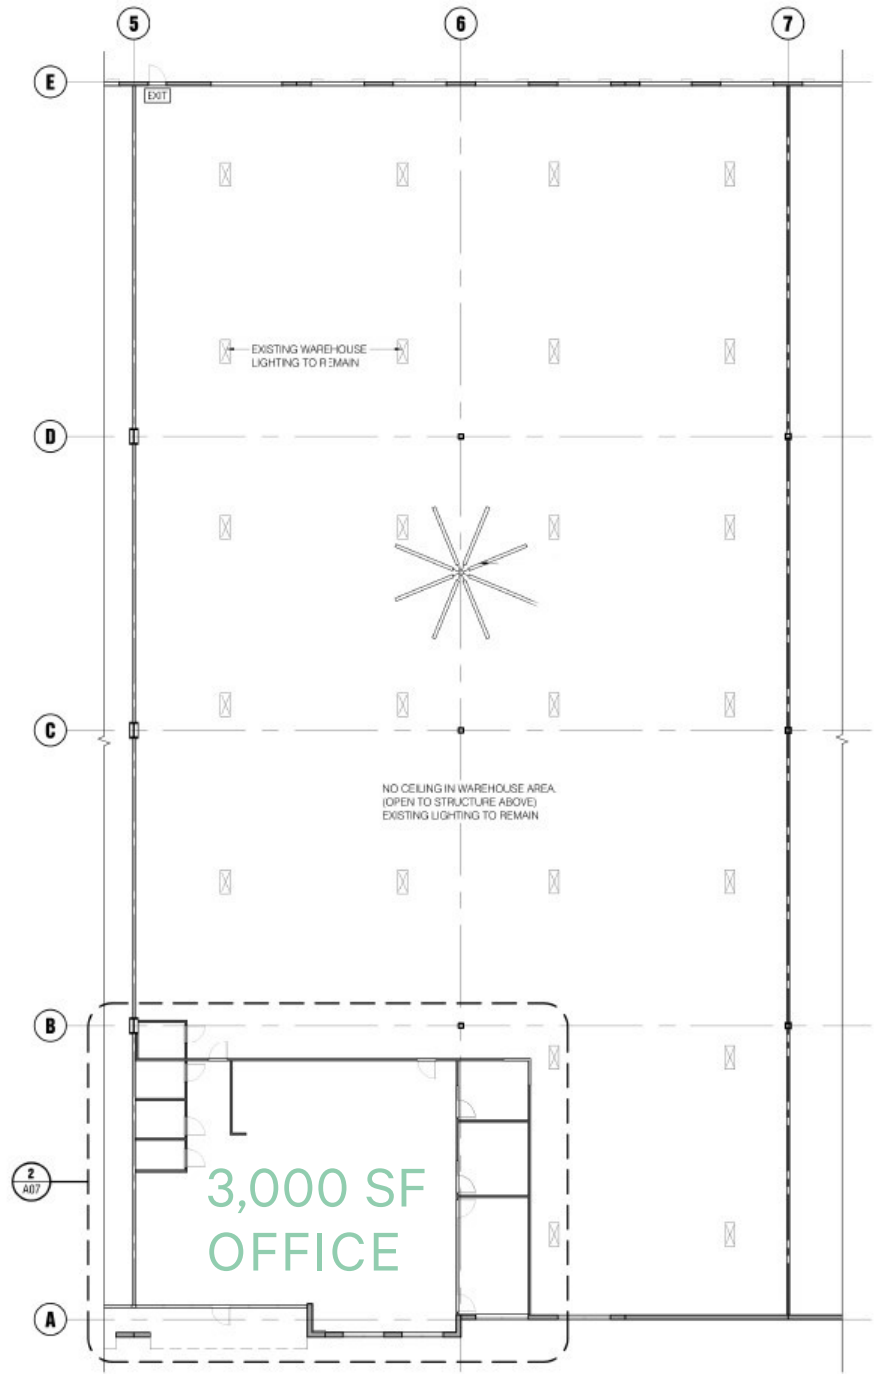 5
6
7
E
EXIT
EXISTING WAREHOUSE
LIGHTING TO REMAIN
D
C
NO CEILING IN WAREHOUSE AREA.
(OPEN TO STRUCTURE ABOVE)
EXISTING LIGHTING TO REMAIN
B
2
A07
3,000 SF
OFFICE
A